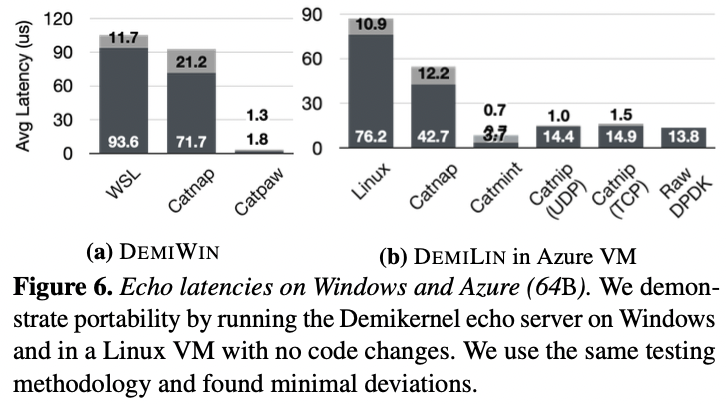 Avg Latency (us)
120
90
60
30
0
11.7
93.6
21.2
71.7
1.3
1.8
WSL
Catnap
Catpaw
(a) DEMIWIN
90
60
30
0
10.9
76.2
12.2
42.7
0.7
3.7
1.0
14.4
1.5
14.9
13.8
Linux
Catnap
Catmint
Catnip
(UDP)
Catnip
(TCP)
Raw
DPDK
(b) DEMILIN in Azure VM
Figure 6. Echo latencies on Windows and Azure (64B). We demon-
strate portability by running the Demikernel echo server on Windows
and in a Linux VM with no code changes. We use the same testing
methodology and found minimal deviations.